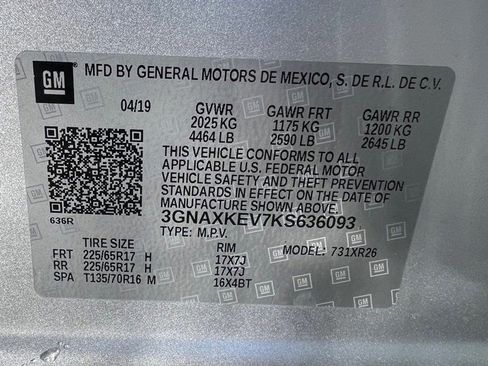 GM MFD BY GENERAL MOTORS DE MEXICO, S. DE R.L. DE C.V.
04/19 GVWR GAWR FRT GAWR RR
2025 KG 1175 KG 1200 KG
4464 LB 2590 LB 2645 LB
THIS VEHICLE CONFORMS TO ALL
APPLICABLE U.S. FEDERAL MOTOR
VEHICLE SAFETY AND THEFT PREVENTION
STANDARDS IN EFFECT ON THE DATE OF
MANUFACTURE SHOWN ABOVE.
636R 3GNAXKEV7KS636093
TYPE: M.P.V.
TIRE SIZE RIM MODEL: 731XR26
FRT 225/65R17 H 17X7J
RR 225/65R17 H 17X7J
SPA T135/70R16 M 16X4BT